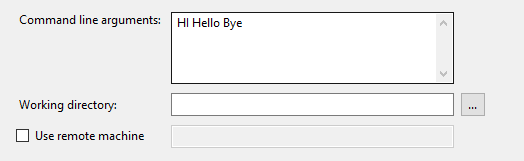 Command line arguments: HI Hello Bye
Working directory: ...
Use remote machine